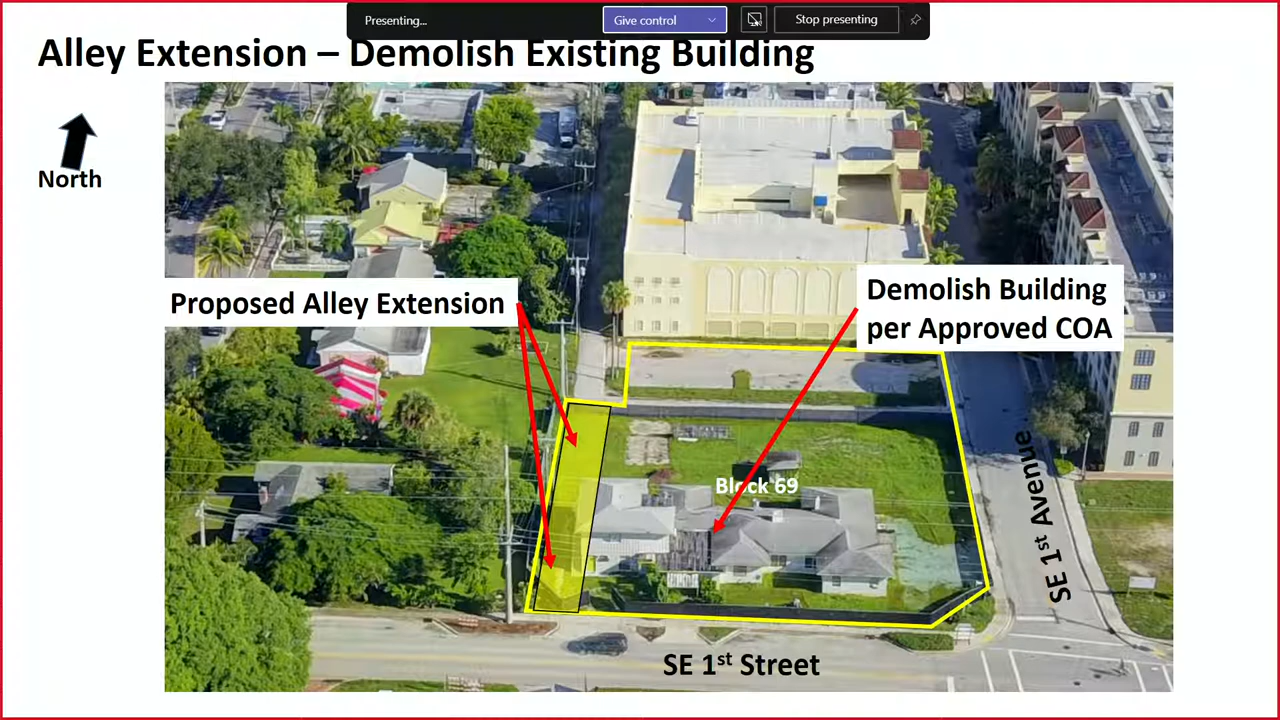 Presenting...
Give control
Stop presenting
Alley Extension – Demolish Existing Building
North
Proposed Alley Extension
Demolish Building
per Approved COA
Block 69
SE 1st Avenue
SE 1st Street